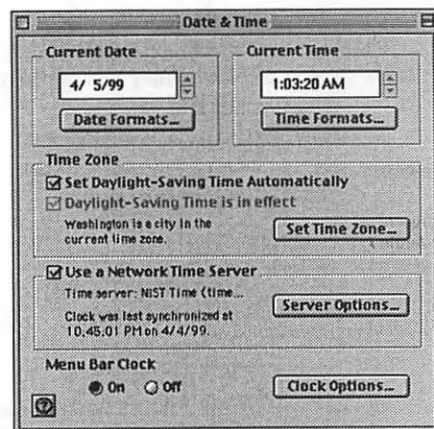 Date & Time
Current Date
Current Time
4/ 5/99
1:03:20 AM
Date Formats...
Time Formats...
Time Zone
Set Daylight-Saving Time Automatically
Daylight-Saving Time is in effect
Washington is a city in the
current time zone.
Set Time Zone...
Use a Network Time Server
Time server: NIST Time (time...
Server Options...
Clock was last synchronized at
10.45.01 PM on 4/4/99.
Menu Bar Clock
On
Off
Clock Options...
?